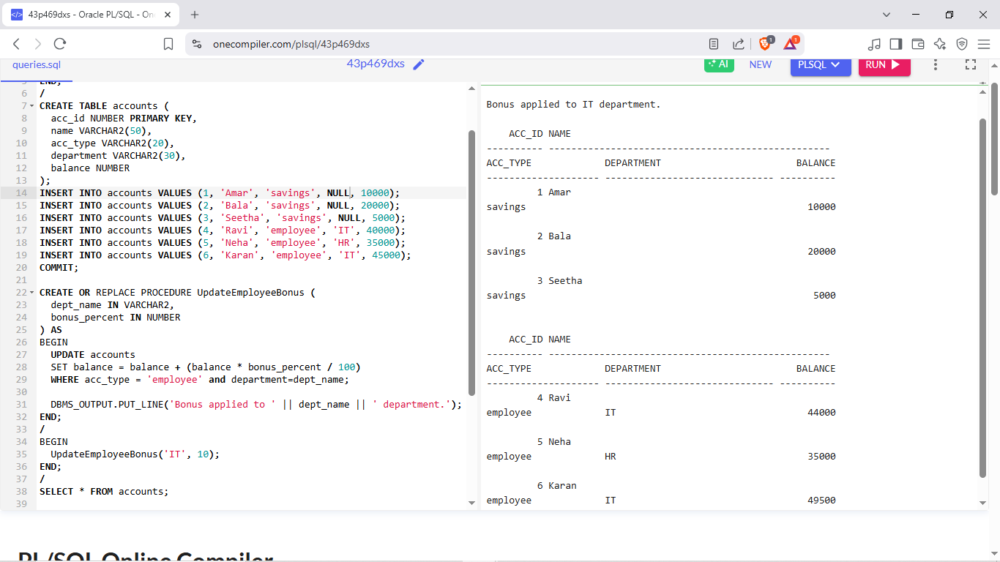 43p469dxs - Oracle PL/SQL - On
onecompiler.com/plsql/43p469dxs
1
1
queries.sql
43p469dxs
AI
NEW
PLSQL
RUN
5 END;
6 /
7 CREATE TABLE accounts (
8 acc_id NUMBER PRIMARY KEY,
9 name VARCHAR2(50),
10 acc_type VARCHAR2(20),
11 department VARCHAR2(30),
12 balance NUMBER
13 );
14 INSERT INTO accounts VALUES (1, 'Amar', 'savings', NULL, 10000);
15 INSERT INTO accounts VALUES (2, 'Bala', 'savings', NULL, 20000);
16 INSERT INTO accounts VALUES (3, 'Seetha', 'savings', NULL, 5000);
17 INSERT INTO accounts VALUES (4, 'Ravi', 'employee', 'IT', 40000);
18 INSERT INTO accounts VALUES (5, 'Neha', 'employee', 'HR', 35000);
19 INSERT INTO accounts VALUES (6, 'Karan', 'employee', 'IT', 45000);
20 COMMIT;
21
22 CREATE OR REPLACE PROCEDURE UpdateEmployeeBonus (
23 dept_name IN VARCHAR2,
24 bonus_percent IN NUMBER
25 ) AS
26 BEGIN
27 UPDATE accounts
28 SET balance = balance + (balance * bonus_percent / 100)
29 WHERE acc_type = 'employee' and department=dept_name;
30
31 DBMS_OUTPUT.PUT_LINE('Bonus applied to ' || dept_name || ' department.');
32 END;
33 /
34 BEGIN
35 UpdateEmployeeBonus('IT', 10);
36 END;
37 /
38 SELECT * FROM accounts;
39
Bonus applied to IT department.
ACC_ID NAME
---------- --------------------------------------------------
ACC_TYPE DEPARTMENT BALANCE
-------------------- ------------------------------ ----------
1 Amar
savings 10000
2 Bala
savings 20000
3 Seetha
savings 5000
ACC_ID NAME
---------- --------------------------------------------------
ACC_TYPE DEPARTMENT BALANCE
-------------------- ------------------------------ ----------
4 Ravi
employee IT 44000
5 Neha
employee HR 35000
6 Karan
employee IT 49500
PL/SQL Online Compiler